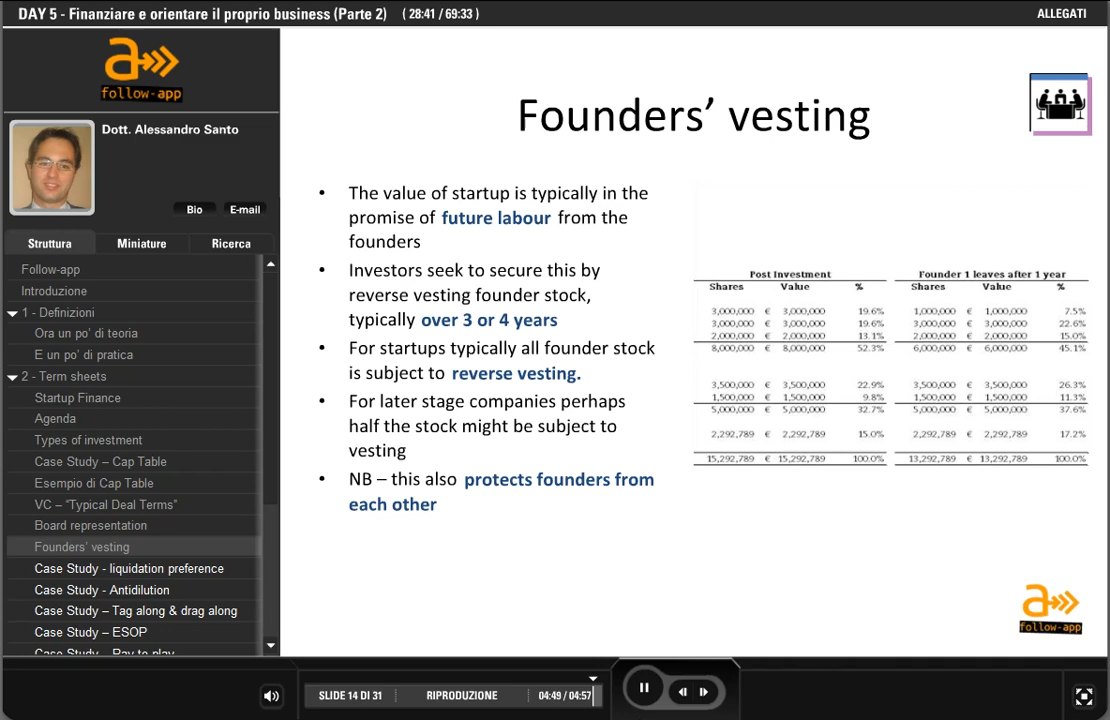 DAY 5 - Finanziare e orientare il proprio business (Parte 2) ( 28:41 / 69:33 )
ALLEGATI
a»»
follow-app
Dott. Alessandro Santo
Bio
E-mail
Struttura
Miniature
Ricerca
Follow-app
Introduzione
1 - Definizioni
Ora un po' di teoria
E un po' di pratica
2 - Term sheets
Startup Finance
Agenda
Types of investment
Case Study – Cap Table
Esempio di Cap Table
VC – “Typical Deal Terms”
Board representation
Founders’ vesting
Case Study - liquidation preference
Case Study - Antidilution
Case Study – Tag along & drag along
Case Study – ESOP
Case Study – Pay to play
Founders’ vesting
• The value of startup is typically in the
promise of future labour from the
founders
• Investors seek to secure this by
reverse vesting founder stock,
typically over 3 or 4 years
• For startups typically all founder stock
is subject to reverse vesting.
• For later stage companies perhaps
half the stock might be subject to
vesting
• NB – this also protects founders from
each other
Post Investment Founder 1 leaves after 1 year
Shares Value % Shares Value %
3,000,000 € 3,000,000 19.6% 1,000,000 € 1,000,000 7.5%
3,000,000 € 3,000,000 19.6% 3,000,000 € 3,000,000 22.6%
2,000,000 € 2,000,000 13.1% 2,000,000 € 2,000,000 15.0%
8,000,000 € 8,000,000 52.3% 6,000,000 € 6,000,000 45.1%
3,500,000 € 3,500,000 22.9% 3,500,000 € 3,500,000 26.3%
1,500,000 € 1,500,000 9.8% 1,500,000 € 1,500,000 11.3%
5,000,000 € 5,000,000 32.7% 5,000,000 € 5,000,000 37.6%
2,292,789 € 2,292,789 15.0% 2,292,789 € 2,292,789 17.2%
15,292,789 € 15,292,789 100.0% 13,292,789 € 13,292,789 100.0%
a»»
follow-app
SLIDE 14 DI 31
RIPRODUZIONE
04:49 / 04:57